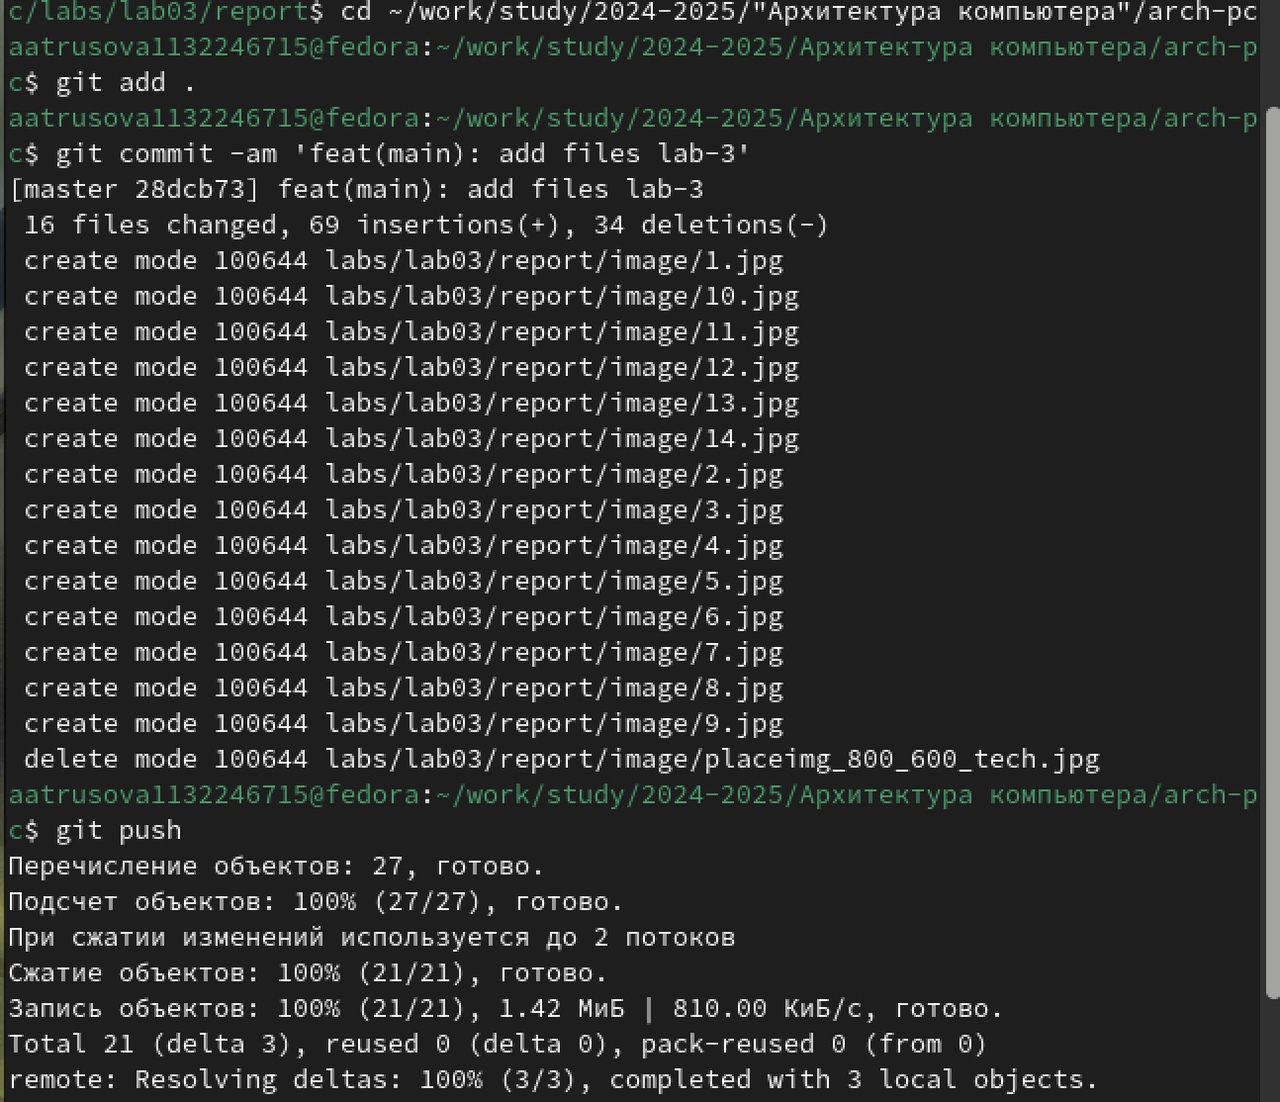 c/labs/lab03/report$ cd ~/work/study/2024-2025/"Архитектура компьютера"/arch-pc
aatrusova1132246715@fedora:~/work/study/2024-2025/Архитектура компьютера/arch-p
c$ git add .
aatrusova1132246715@fedora:~/work/study/2024-2025/Архитектура компьютера/arch-p
c$ git commit -am 'feat(main): add files lab-3'
[master 28dcb73] feat(main): add files lab-3
 16 files changed, 69 insertions(+), 34 deletions(-)
 create mode 100644 labs/lab03/report/image/1.jpg
 create mode 100644 labs/lab03/report/image/10.jpg
 create mode 100644 labs/lab03/report/image/11.jpg
 create mode 100644 labs/lab03/report/image/12.jpg
 create mode 100644 labs/lab03/report/image/13.jpg
 create mode 100644 labs/lab03/report/image/14.jpg
 create mode 100644 labs/lab03/report/image/2.jpg
 create mode 100644 labs/lab03/report/image/3.jpg
 create mode 100644 labs/lab03/report/image/4.jpg
 create mode 100644 labs/lab03/report/image/5.jpg
 create mode 100644 labs/lab03/report/image/6.jpg
 create mode 100644 labs/lab03/report/image/7.jpg
 create mode 100644 labs/lab03/report/image/8.jpg
 create mode 100644 labs/lab03/report/image/9.jpg
 delete mode 100644 labs/lab03/report/image/placeimg_800_600_tech.jpg
aatrusova1132246715@fedora:~/work/study/2024-2025/Архитектура компьютера/arch-p
c$ git push
Перечисление объектов: 27, готово.
Подсчет объектов: 100% (27/27), готово.
При сжатии изменений используется до 2 потоков
Сжатие объектов: 100% (21/21), готово.
Запись объектов: 100% (21/21), 1.42 МиБ | 810.00 КиБ/с, готово.
Total 21 (delta 3), reused 0 (delta 0), pack-reused 0 (from 0)
remote: Resolving deltas: 100% (3/3), completed with 3 local objects.